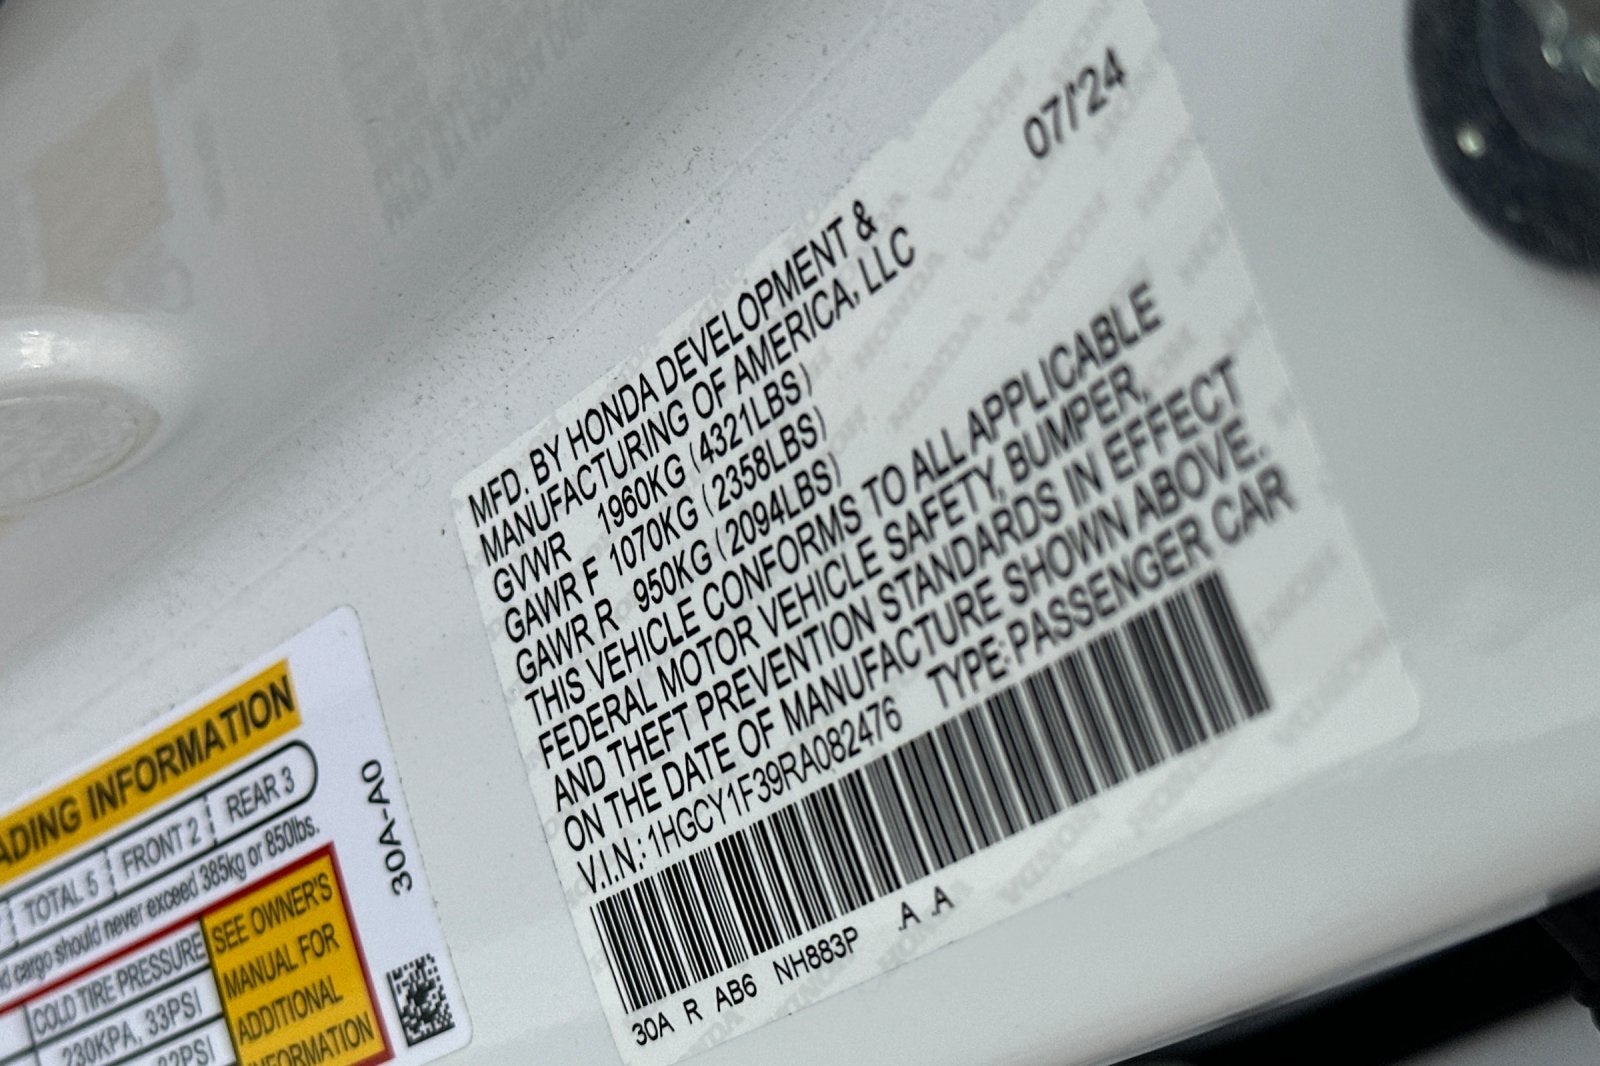 07/'24
MFD. BY HONDA DEVELOPMENT &
MANUFACTURING OF AMERICA, LLC
GVWR 1960KG (4321LBS)
GAWR F 1070KG (2358LBS)
GAWR R 950KG (2094LBS)
THIS VEHICLE CONFORMS TO ALL APPLICABLE
FEDERAL MOTOR VEHICLE SAFETY, BUMPER,
AND THEFT PREVENTION STANDARDS IN EFFECT
ON THE DATE OF MANUFACTURE SHOWN ABOVE.
V.I.N.: 1HGCY1F39RA082476 TYPE: PASSENGER CAR
30A R AB6 NH883P .A .A
ADING INFORMATION
TOTAL 5 FRONT 2 REAR 3
cargo should never exceed 385kg or 850lbs.
COLD TIRE PRESSURE
230KPA, 33PSI
SEE OWNER'S
MANUAL FOR
ADDITIONAL
INFORMATION
30A-A0